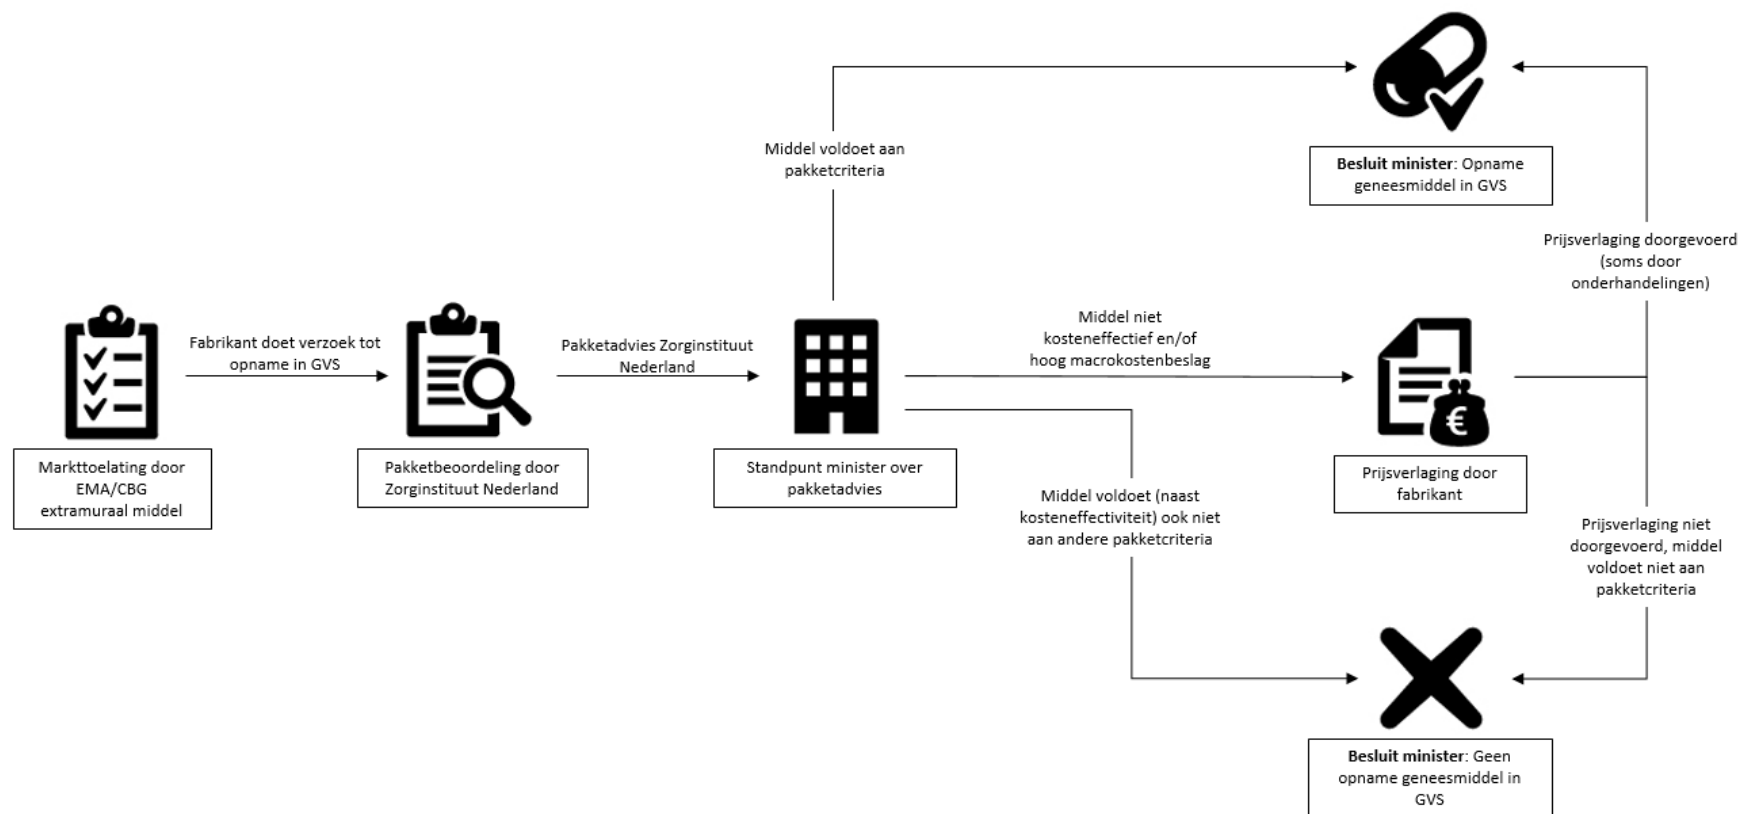 Middel voldoet aan
pakketcriteria
Besluit minister: Opname
geneesmiddel in GVS
Prijsverlaging doorgevoerd
(soms door
onderhandelingen)
Fabrikant doet verzoek tot
opname in GVS
Pakketadvies Zorginstituut
Nederland
Middel niet
kosteneffectief en/of
hoog macrokostenbeslag
€
Markttoelating door
EMA/CBG
extramuraal middel
Pakketbeoordeling door
Zorginstituut Nederland
Standpunt minister over
pakketadvies
Prijsverlaging door
fabrikant
Middel voldoet (naast
kosteneffectiviteit) ook niet
aan andere pakketcriteria
Prijsverlaging niet
doorgevoerd, middel
voldoet niet aan
pakketcriteria
Besluit minister: Geen
opname geneesmiddel in
GVS